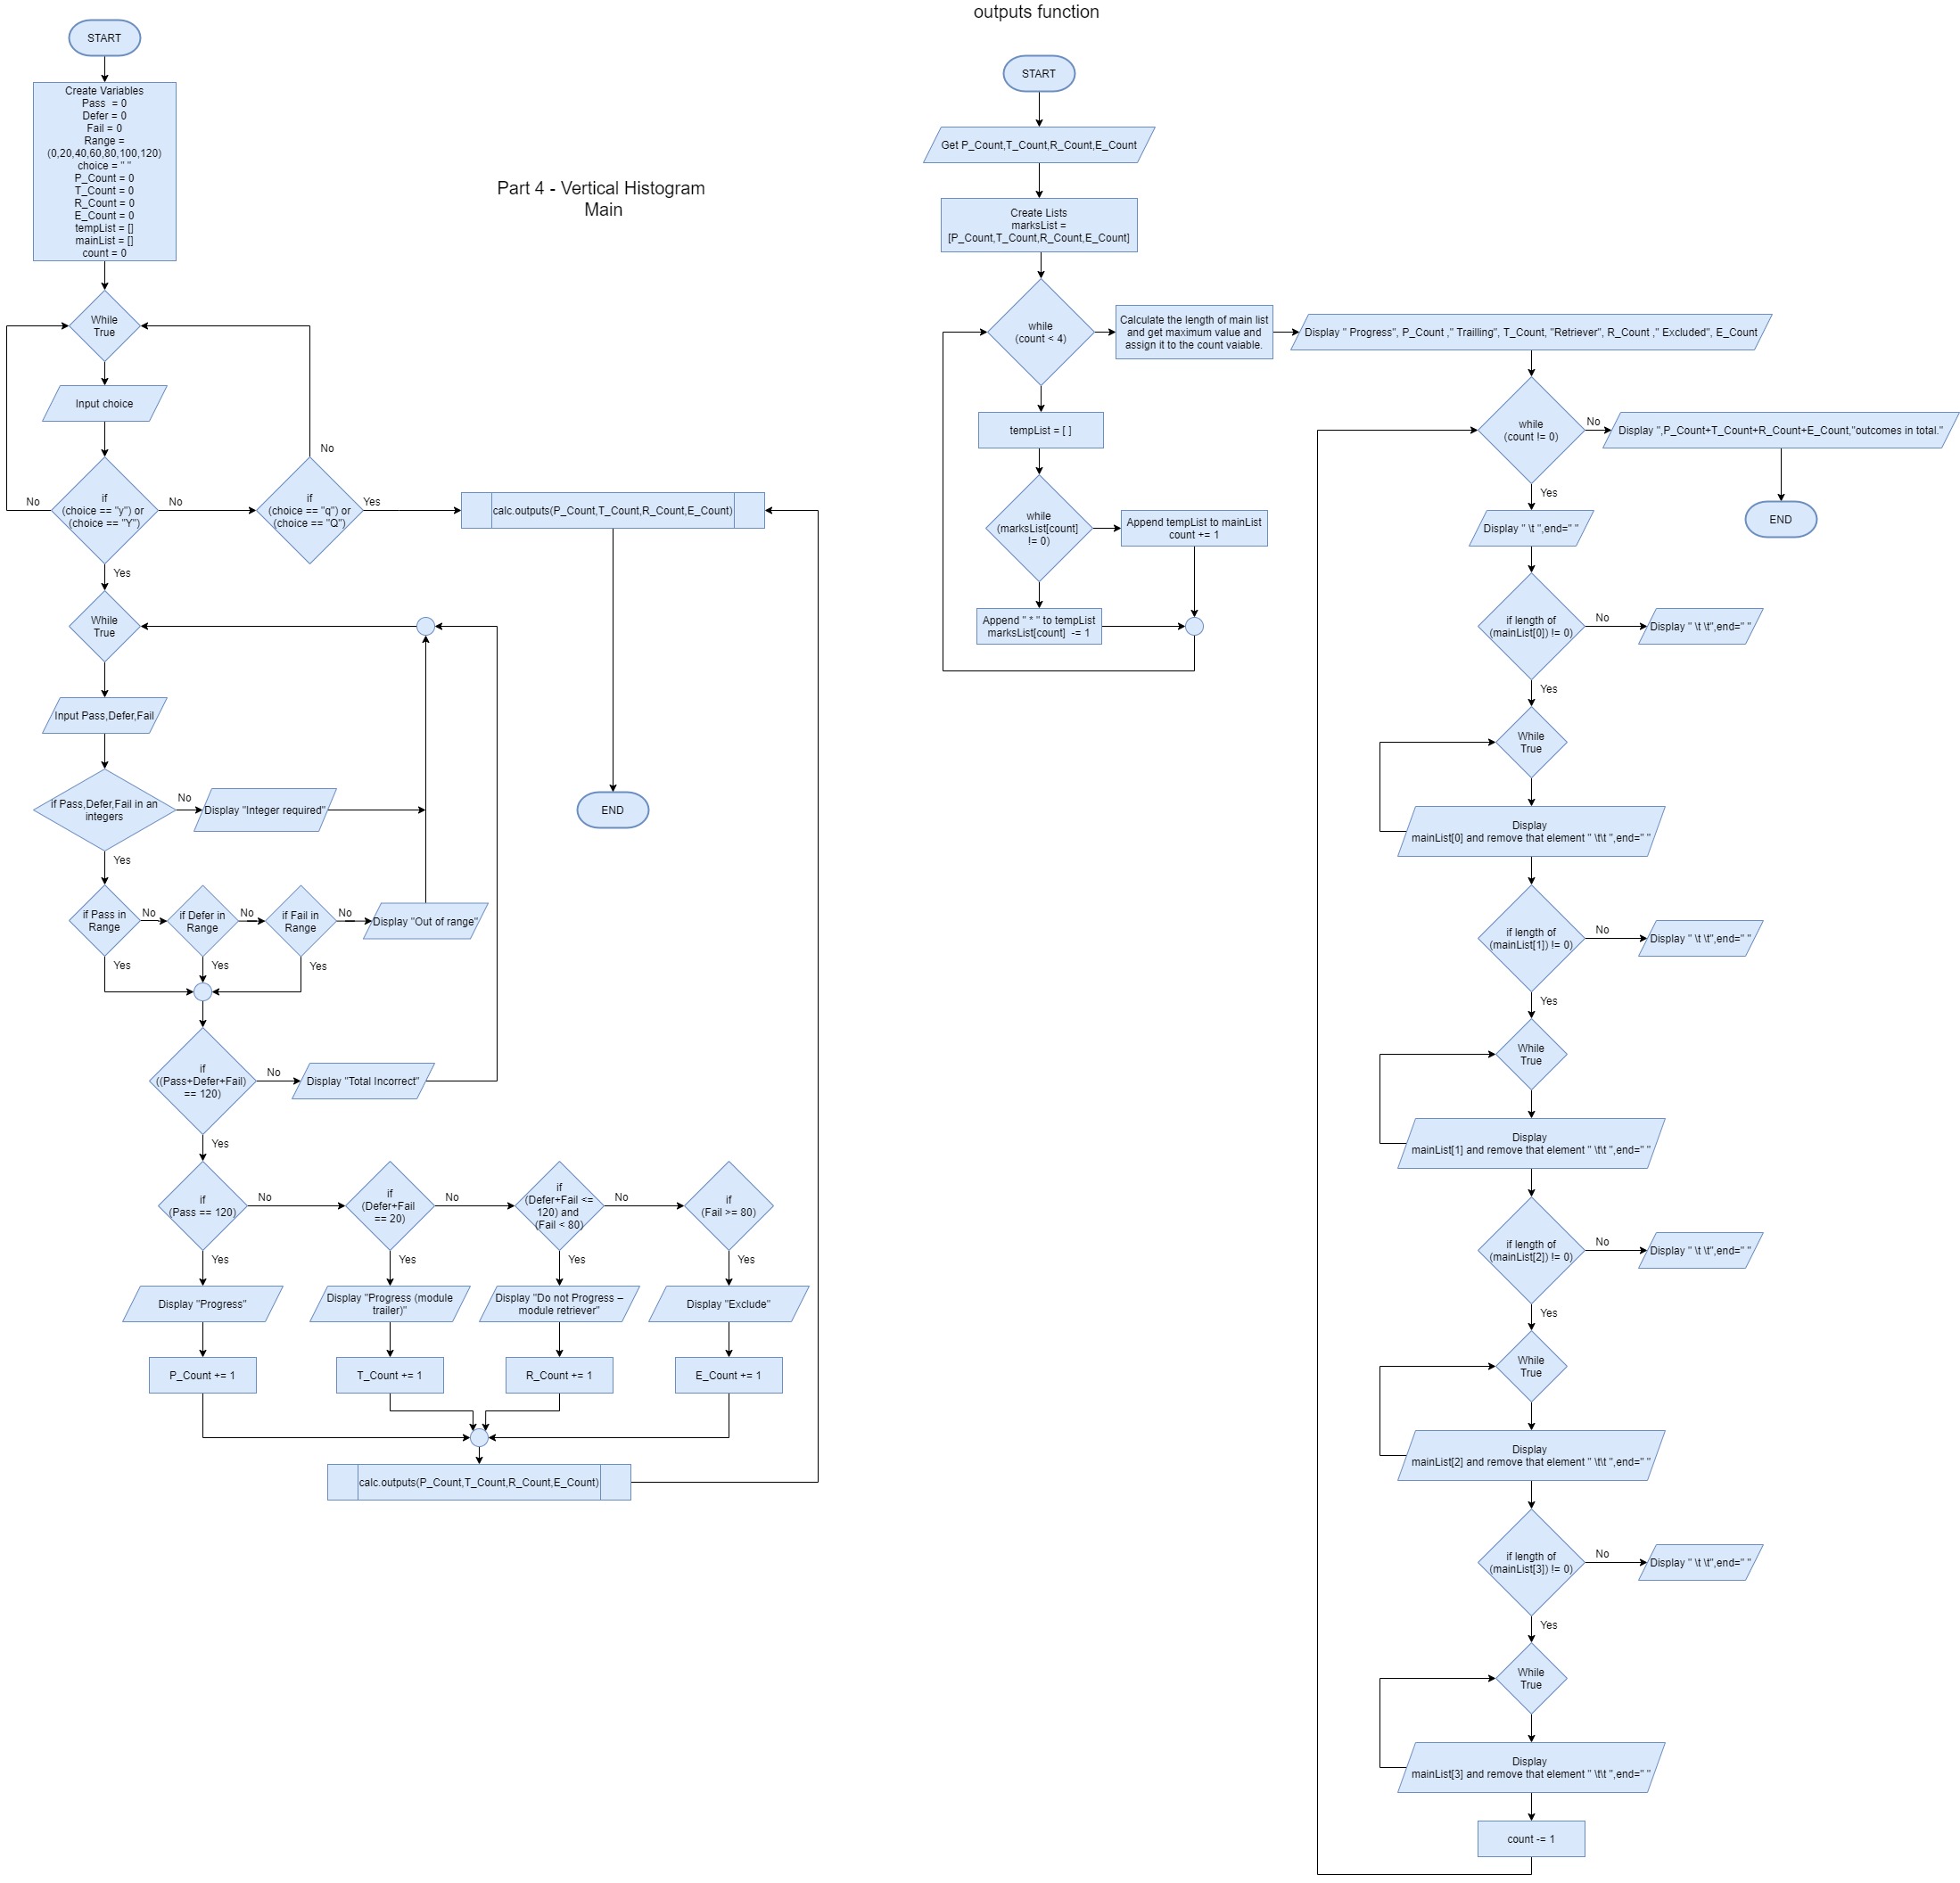 outputs function
Part 4 - Vertical Histogram
Main
START
Create Variables
Pass  = 0
Defer = 0
Fail = 0
Range =
(0,20,40,60,80,100,120)
choice = " "
P_Count = 0
T_Count = 0
R_Count = 0
E_Count = 0
tempList = []
mainList = []
count = 0
While
True
Input choice
if
(choice == "y") or
(choice == "Y")
No
No
Yes
if
(choice == "q") or
(choice == "Q")
No
Yes
calc.outputs(P_Count,T_Count,R_Count,E_Count)
END
While
True
Input Pass,Defer,Fail
if Pass,Defer,Fail in an
integers
No
Display "Integer required"
Yes
if Pass in
Range
No
if Defer in
Range
No
if Fail in
Range
No
Display "Out of range"
Yes
Yes
Yes
if
((Pass+Defer+Fail)
== 120)
No
Display "Total Incorrect"
Yes
if
(Pass == 120)
No
if
(Defer+Fail
== 20)
No
if
(Defer+Fail <=
120) and
(Fail < 80)
No
if
(Fail >= 80)
Yes
Yes
Yes
Yes
Display "Progress"
Display "Progress (module
trailer)"
Display "Do not Progress –
module retriever"
Display "Exclude"
P_Count += 1
T_Count += 1
R_Count += 1
E_Count += 1
calc.outputs(P_Count,T_Count,R_Count,E_Count)
START
Get P_Count,T_Count,R_Count,E_Count
Create Lists
marksList =
[P_Count,T_Count,R_Count,E_Count]
while
(count < 4)
Calculate the length of main list
and get maximum value and
assign it to the count vaiable.
Display " Progress", P_Count ," Trailling", T_Count, "Retriever", R_Count ," Excluded", E_Count
tempList = [ ]
while
(marksList[count]
!= 0)
Append tempList to mainList
count += 1
Append " * " to tempList
marksList[count]  -= 1
while
(count != 0)
No
Display ",P_Count+T_Count+R_Count+E_Count,"outcomes in total."
END
Yes
Display " \t ",end=" "
if length of
(mainList[0]) != 0)
No
Display " \t \t",end=" "
Yes
While
True
Display
mainList[0] and remove that element " \t\t ",end=" "
if length of
(mainList[1]) != 0)
No
Display " \t \t",end=" "
Yes
While
True
Display
mainList[1] and remove that element " \t\t ",end=" "
if length of
(mainList[2]) != 0)
No
Display " \t \t",end=" "
Yes
While
True
Display
mainList[2] and remove that element " \t\t ",end=" "
if length of
(mainList[3]) != 0)
No
Display " \t \t",end=" "
Yes
While
True
Display
mainList[3] and remove that element " \t\t ",end=" "
count -= 1